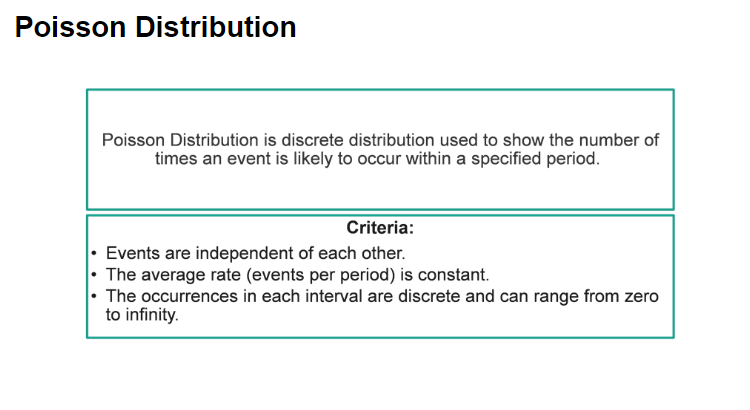 Poisson Distribution
Poisson Distribution is discrete distribution used to show the number of
times an event is likely to occur within a specified period.
Criteria:
• Events are independent of each other.
• The average rate (events per period) is constant.
• The occurrences in each interval are discrete and can range from zero
to infinity.